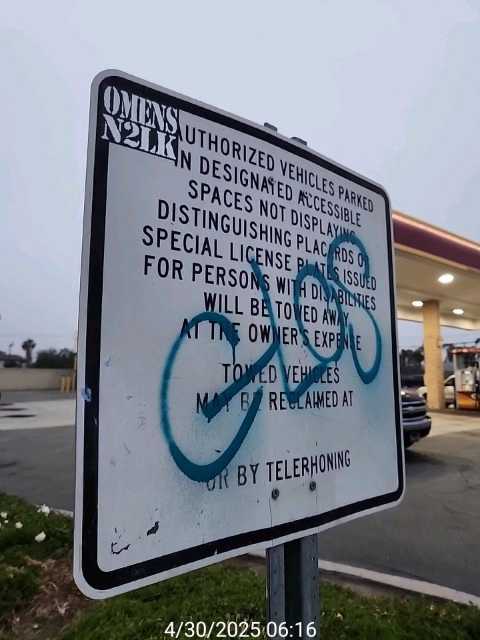 OMENS
N2LK
UTHORIZED VEHICLES PARKED
N DESIGNATED ACCESSIBLE
SPACES NOT DISPLAYING
DISTINGUISHING PLACARDS OR
SPECIAL LICENSE PLATES ISSUED
FOR PERSONS WITH DISABILITIES
WILL BE TOWED AWAY
AT THE OWNER'S EXPENSE
TOWED VEHICLES
MAY BE RECLAIMED AT
OR BY TELERHONING
4/30/2025 06:16